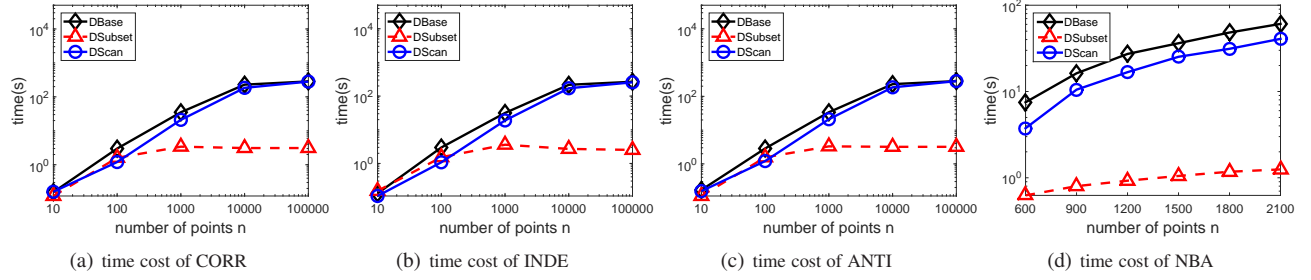 time(s)
10^4
10^2
10^0
DBase
DSubset
DScan
10 100 1000 10000 100000
number of points n
(a) time cost of CORR
time(s)
10^4
10^2
10^0
DBase
DSubset
DScan
10 100 1000 10000 100000
number of points n
(b) time cost of INDE
time(s)
10^4
10^2
10^0
DBase
DSubset
DScan
10 100 1000 10000 100000
number of points n
(c) time cost of ANTI
time(s)
10^2
10^1
10^0
DBase
DSubset
DScan
600 900 1200 1500 1800 2100
number of points n
(d) time cost of NBA